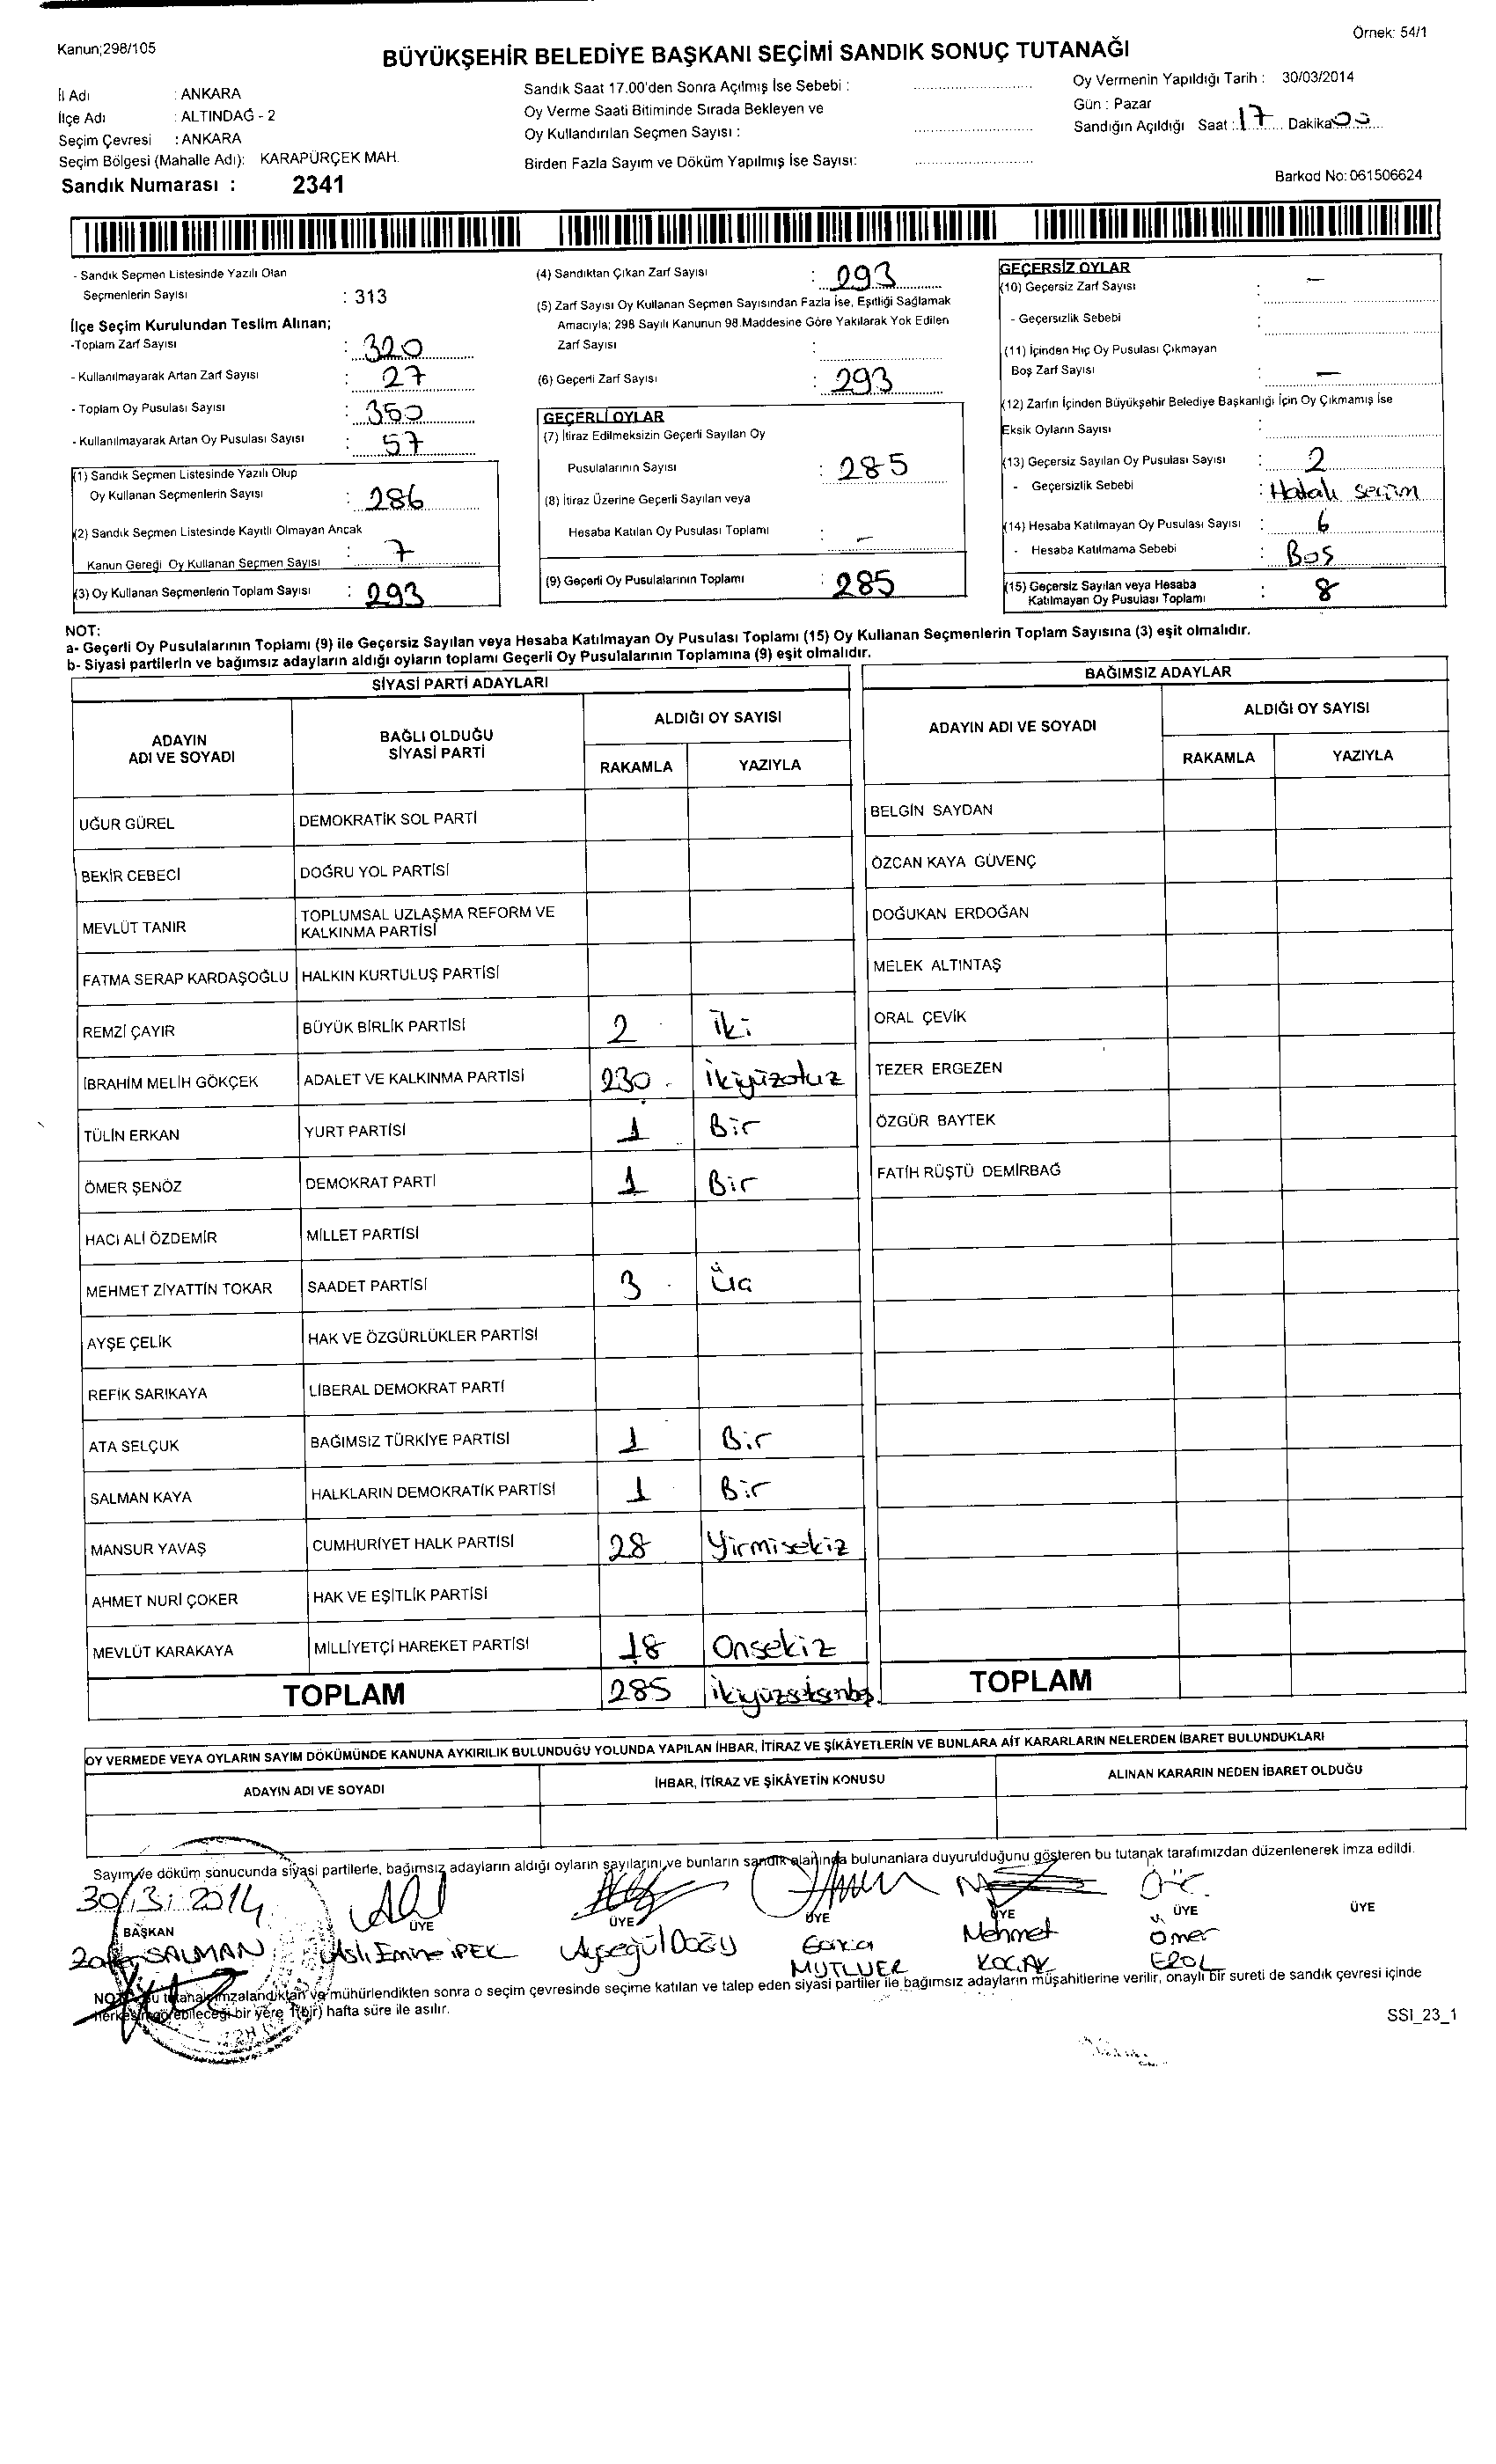 Kanun;298/105
Örnek: 54/1
BÜYÜKŞEHİR BELEDİYE BAŞKANI SEÇİMİ SANDIK SONUÇ TUTANAĞI
İl Adı : ANKARA
İlçe Adı : ALTINDAĞ - 2
Seçim Çevresi : ANKARA
Seçim Bölgesi (Mahalle Adı): KARAPÜRÇEK MAH.
Sandık Numarası : 2341
Sandık Saat 17.00'den Sonra Açılmış İse Sebebi :
Oy Verme Saati Bitiminde Sırada Bekleyen ve
Oy Kullandırılan Seçmen Sayısı :
Birden Fazla Sayım ve Döküm Yapılmış İse Sayısı:
Oy Vermenin Yapıldığı Tarih : 30/03/2014
Gün : Pazar
Sandığın Açıldığı Saat : 17 Dakika 00
Barkod No: 061506624
- Sandık Seçmen Listesinde Yazılı Olan
Seçmenlerin Sayısı : 313
İlçe Seçim Kurulundan Teslim Alınan;
-Toplam Zarf Sayısı : 320
- Kullanılmayarak Artan Zarf Sayısı : 27
- Toplam Oy Pusulası Sayısı : 350
- Kullanılmayarak Artan Oy Pusulası Sayısı : 57
(1) Sandık Seçmen Listesinde Yazılı Olup
Oy Kullanan Seçmenlerin Sayısı : 286
(2) Sandık Seçmen Listesinde Kayıtlı Olmayan Ancak
Kanun Gereği Oy Kullanan Seçmen Sayısı : 7
(3) Oy Kullanan Seçmenlerin Toplam Sayısı : 293
(4) Sandıktan Çıkan Zarf Sayısı : 293
(5) Zarf Sayısı Oy Kullanan Seçmen Sayısından Fazla İse, Eşitliği Sağlamak
Amacıyla; 298 Sayılı Kanunun 98.Maddesine Göre Yakılarak Yok Edilen
Zarf Sayısı :
(6) Geçerli Zarf Sayısı : 293
GEÇERLİ OYLAR
(7) İtiraz Edilmeksizin Geçerli Sayılan Oy
Pusulalarının Sayısı : 285
(8) İtiraz Üzerine Geçerli Sayılan veya
Hesaba Katılan Oy Pusulası Toplamı : –
(9) Geçerli Oy Pusulalarının Toplamı : 285
GEÇERSİZ OYLAR
(10) Geçersiz Zarf Sayısı : –
- Geçersizlik Sebebi :
(11) İçinden Hiç Oy Pusulası Çıkmayan
Boş Zarf Sayısı : –
(12) Zarfın İçinden Büyükşehir Belediye Başkanlığı İçin Oy Çıkmamış İse
Eksik Oyların Sayısı :
(13) Geçersiz Sayılan Oy Pusulası Sayısı : 2
- Geçersizlik Sebebi : Hatalı seçim
(14) Hesaba Katılmayan Oy Pusulası Sayısı : 6
- Hesaba Katılmama Sebebi : Boş
(15) Geçersiz Sayılan veya Hesaba
Katılmayan Oy Pusulası Toplamı : 8
NOT:
a- Geçerli Oy Pusulalarının Toplamı (9) ile Geçersiz Sayılan veya Hesaba Katılmayan Oy Pusulası Toplamı (15) Oy Kullanan Seçmenlerin Toplam Sayısına (3) eşit olmalıdır.
b- Siyasi partilerin ve bağımsız adayların aldığı oyların toplamı Geçerli Oy Pusulalarının Toplamına (9) eşit olmalıdır.
SİYASİ PARTİ ADAYLARI
ADAYIN ADI VE SOYADI
BAĞLI OLDUĞU SİYASİ PARTİ
ALDIĞI OY SAYISI
RAKAMLA YAZIYLA
UĞUR GÜREL DEMOKRATİK SOL PARTİ
BEKİR CEBECİ DOĞRU YOL PARTİSİ
MEVLÜT TANIR TOPLUMSAL UZLAŞMA REFORM VE KALKINMA PARTİSİ
FATMA SERAP KARDAŞOĞLU HALKIN KURTULUŞ PARTİSİ
REMZİ ÇAYIR BÜYÜK BİRLİK PARTİSİ 2 İki
İBRAHİM MELİH GÖKÇEK ADALET VE KALKINMA PARTİSİ 230 ikiyüzotuz
TÜLİN ERKAN YURT PARTİSİ 1 Bir
ÖMER ŞENÖZ DEMOKRAT PARTİ 1 Bir
HACI ALİ ÖZDEMİR MİLLET PARTİSİ
MEHMET ZİYATTİN TOKAR SAADET PARTİSİ 3 Üç
AYŞE ÇELİK HAK VE ÖZGÜRLÜKLER PARTİSİ
REFİK SARIKAYA LİBERAL DEMOKRAT PARTİ
ATA SELÇUK BAĞIMSIZ TÜRKİYE PARTİSİ 1 Bir
SALMAN KAYA HALKLARIN DEMOKRATİK PARTİSİ 1 Bir
MANSUR YAVAŞ CUMHURİYET HALK PARTİSİ 28 Yirmisekiz
AHMET NURİ ÇOKER HAK VE EŞİTLİK PARTİSİ
MEVLÜT KARAKAYA MİLLİYETÇİ HAREKET PARTİSİ 18 Onsekiz
TOPLAM 285 ikiyüzseksenbeş
BAĞIMSIZ ADAYLAR
ADAYIN ADI VE SOYADI
ALDIĞI OY SAYISI
RAKAMLA YAZIYLA
BELGİN SAYDAN
ÖZCAN KAYA GÜVENÇ
DOĞUKAN ERDOĞAN
MELEK ALTINTAŞ
ORAL ÇEVİK
TEZER ERGEZEN
ÖZGÜR BAYTEK
FATİH RÜŞTÜ DEMİRBAĞ
TOPLAM
OY VERMEDE VEYA OYLARIN SAYIM DÖKÜMÜNDE KANUNA AYKIRILIK BULUNDUĞU YOLUNDA YAPILAN İHBAR, İTİRAZ VE ŞİKÂYETLERİN VE BUNLARA AİT KARARLARIN NELERDEN İBARET BULUNDUKLARI
ADAYIN ADI VE SOYADI
İHBAR, İTİRAZ VE ŞİKÂYETİN KONUSU
ALINAN KARARIN NEDEN İBARET OLDUĞU
Sayım ve döküm sonucunda siyasi partilerle, bağımsız adayların aldığı oyların sayılarını ve bunların sandık alanında bulunanlara duyurulduğunu gösteren bu tutanak tarafımızdan düzenlenerek imza edildi.
30/3/2014
BAŞKAN ÜYE ÜYE ÜYE ÜYE ÜYE ÜYE
SALMAN
Aslı Emine İPEK
Ayşegül DOĞU
MUTLUER
Mehmet KOÇAK
Ömer EROL
NOT: İşbu tutanak imzalandıktan ve mühürlendikten sonra o seçim çevresinde seçime katılan ve talep eden siyasi partiler ile bağımsız adayların müşahitlerine verilir, onaylı bir sureti de sandık çevresi içinde
herkesin görebileceği bir yere 1(bir) hafta süre ile asılır.
SSI_23_1